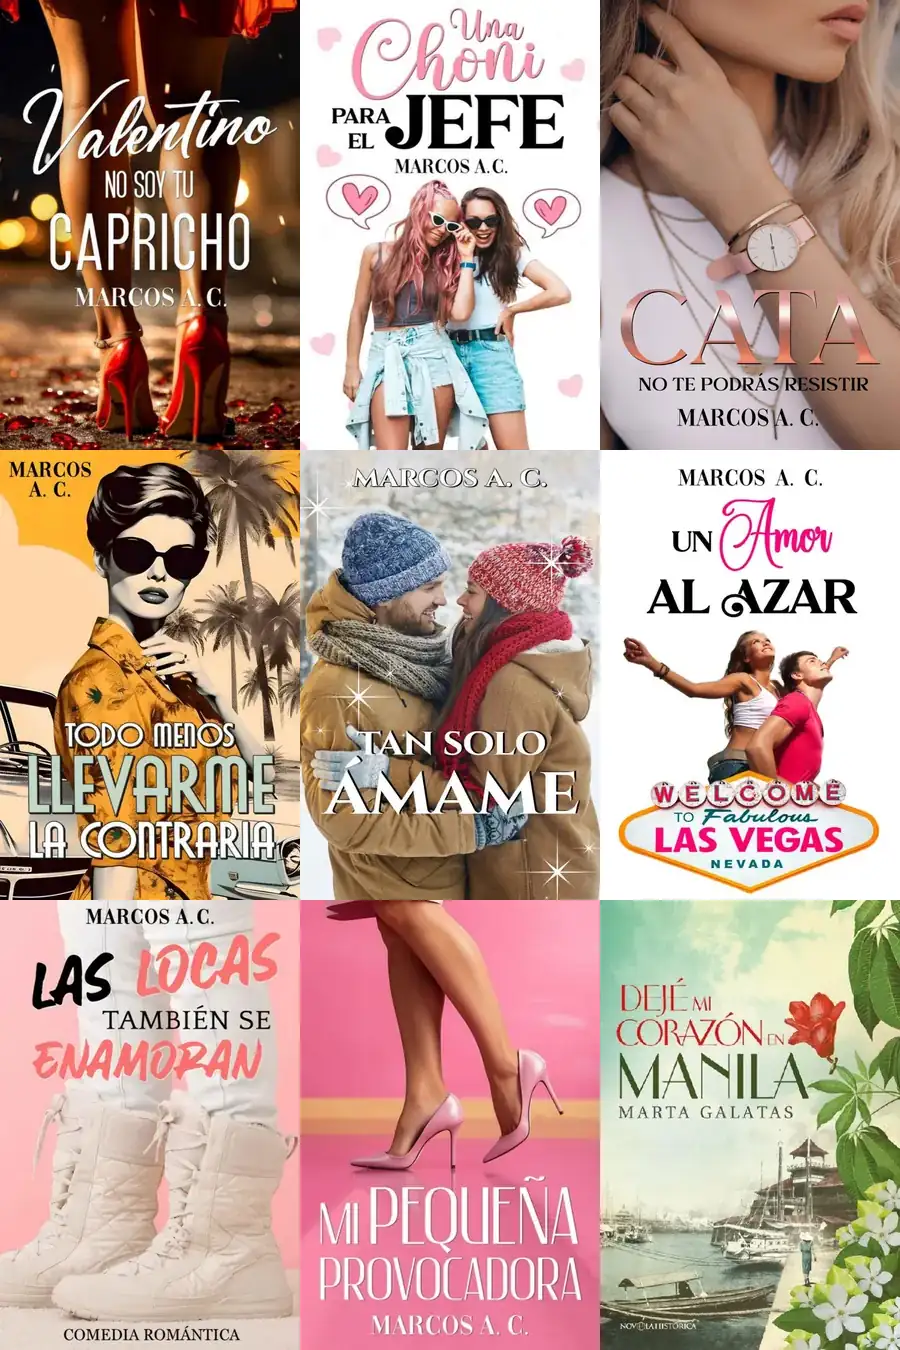 Valentino
NO SOY TU
CAPRICHO
MARCOS A. C.
Una
Choni
PARA
EL JEFE
MARCOS A. C.
CATA
NO TE PODRÁS RESISTIR
MARCOS A. C.
MARCOS
A. C.
TODO MENOS
LLEVARME
LA CONTRARIA
MARCOS A. C.
TAN SOLO
ÁMAME
MARCOS A. C.
UN Amor
AL AZAR
WELCOME
TO Fabulous
LAS VEGAS
NEVADA
MARCOS A. C.
LAS LOCAS
TAMBIÉN SE
ENAMORAN
COMEDIA ROMÁNTICA
MI PEQUEÑA
PROVOCADORA
MARCOS A. C.
DEJÉ MI
CORAZÓN EN
MANILA
MARTA GALATAS
NOVELA HISTÓRICA